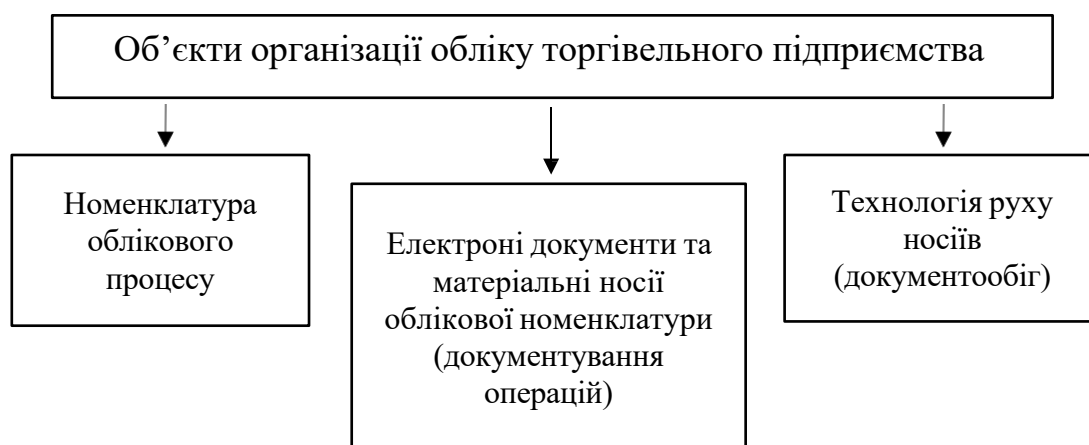 Об’єкти організації обліку торгівельного підприємства
Номенклатура
облікового
процесу
Електроні документи та
матеріальні носії
облікової номенклатури
(документування
операцій)
Технологія руху
носіїв
(документообіг)